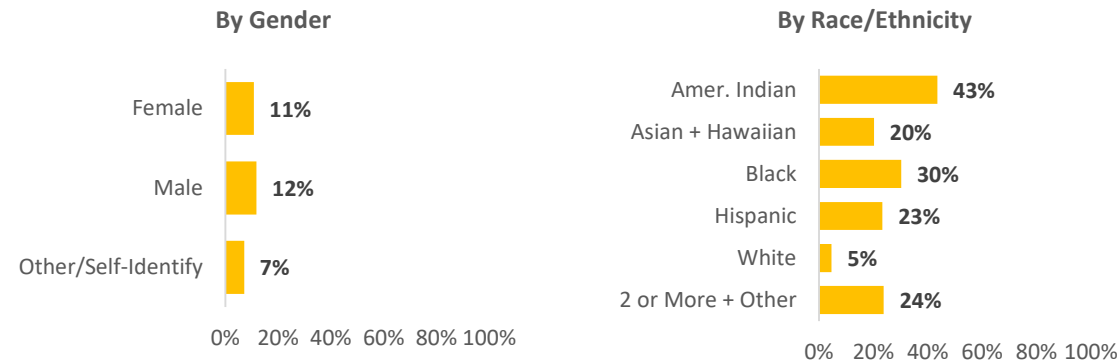 By Gender
Female 11%
Male 12%
Other/Self-Identify 7%
0% 20% 40% 60% 80% 100%
By Race/Ethnicity
Amer. Indian 43%
Asian + Hawaiian 20%
Black 30%
Hispanic 23%
White 5%
2 or More + Other 24%
0% 20% 40% 60% 80% 100%